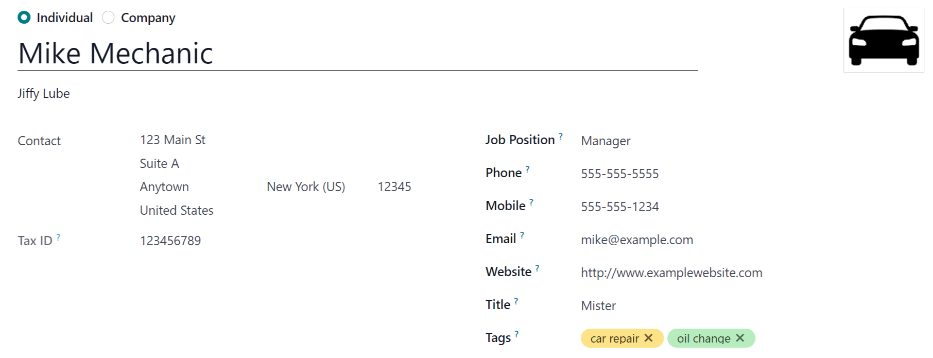 Individual Company
Mike Mechanic
Jiffy Lube
Contact 123 Main St
Suite A
Anytown New York (US) 12345
United States
Tax ID ? 123456789
Job Position ? Manager
Phone ? 555-555-5555
Mobile ? 555-555-1234
Email ? mike@example.com
Website ? http://www.examplewebsite.com
Title ? Mister
Tags ? car repair ✕ oil change ✕